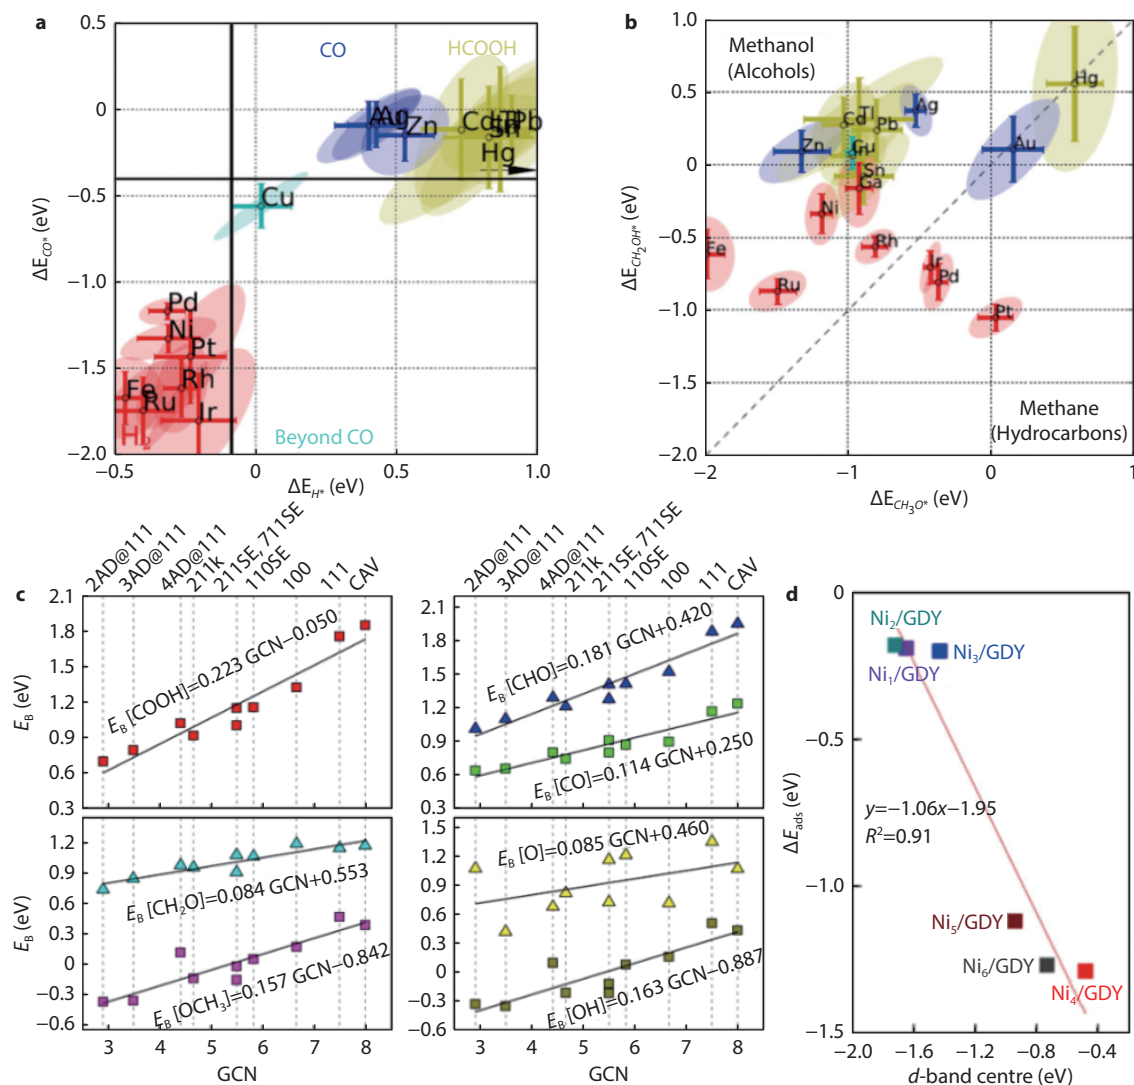 a
0.5
0
−0.5
−1.0
−1.5
−2.0
ΔE_CO* (eV)
CO
HCOOH
Au
Ag
Zn
Cd
In
Tl
Sn
Pb
Hg
Cu
Pd
Ni
Pt
Fe
Rh
Ru
Ir
H₂
Beyond CO
−0.5 0 0.5 1.0
ΔE_H* (eV)
b
1.0
0.5
0
−0.5
−1.0
−1.5
−2.0
ΔE_CH₂OH* (eV)
Methanol
(Alcohols)
Hg
Ag
Cd
Tl
Pb
Zn
Cu
In
Au
Sn
Ga
Ni
Rh
Fe
Ir
Pd
Ru
Pt
Methane
(Hydrocarbons)
−2 −1 0 1
ΔE_CH₃O* (eV)
c
2AD@111
3AD@111
4AD@111
211k
211SE, 711SE
110SE
100
111
CAV
2.1
1.8
1.5
1.2
0.9
0.6
0.3
E_B (eV)
E_B [COOH]=0.223 GCN−0.050
1.2
0.9
0.6
0.3
0
−0.3
−0.6
E_B (eV)
E_B [CH₂O]=0.084 GCN+0.553
E_B [OCH₃]=0.157 GCN−0.842
3 4 5 6 7 8
GCN
2AD@111
3AD@111
4AD@111
211k
211SE, 711SE
110SE
100
111
CAV
2.1
1.8
1.5
1.2
0.9
0.6
0.3
E_B [CHO]=0.181 GCN+0.420
E_B [CO]=0.114 GCN+0.250
1.5
1.2
0.9
0.6
0.3
0
−0.3
−0.6
E_B [O]=0.085 GCN+0.460
E_B [OH]=0.163 GCN−0.887
3 4 5 6 7 8
GCN
d
0
−0.5
−1.0
−1.5
ΔE_ads (eV)
Ni₂/GDY
Ni₃/GDY
Ni₁/GDY
y=−1.06x−1.95
R²=0.91
Ni₅/GDY
Ni₆/GDY
Ni₄/GDY
−2.0 −1.6 −1.2 −0.8 −0.4
d-band centre (eV)